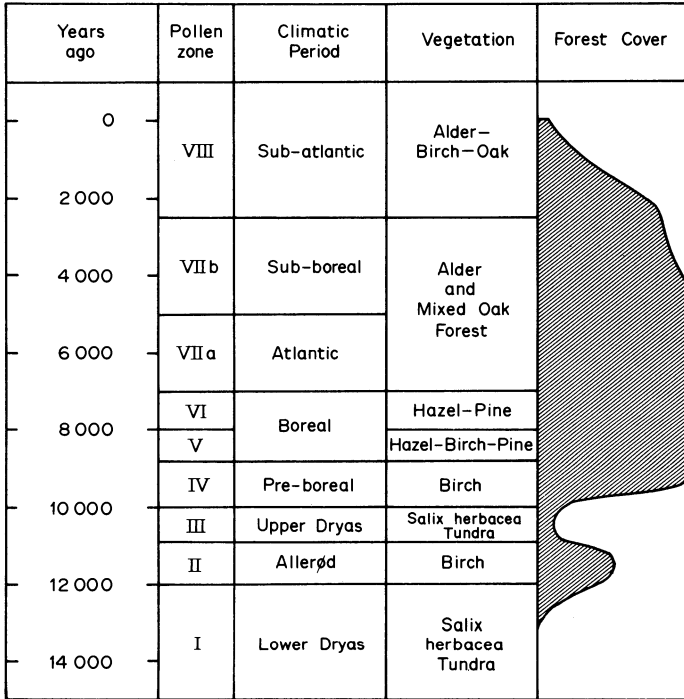 Years
ago
Pollen
zone
Climatic
Period
Vegetation
Forest Cover
0
2 000
4 000
6 000
8 000
10 000
12 000
14 000
VIII
Sub-atlantic
Alder-
Birch-Oak
VII b
Sub-boreal
Alder
and
Mixed Oak
Forest
VII a
Atlantic
VI
Boreal
Hazel-Pine
V
Hazel-Birch-Pine
IV
Pre-boreal
Birch
III
Upper Dryas
Salix herbacea
Tundra
II
Allerød
Birch
I
Lower Dryas
Salix
herbacea
Tundra